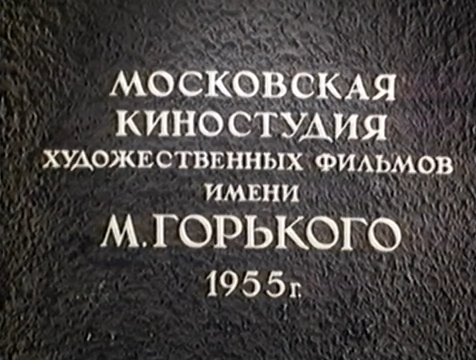 МОСКОВСКАЯ
КИНОСТУДИЯ
ХУДОЖЕСТВЕННЫХ ФИЛЬМОВ
ИМЕНИ
М.ГОРЬКОГО
1955г.